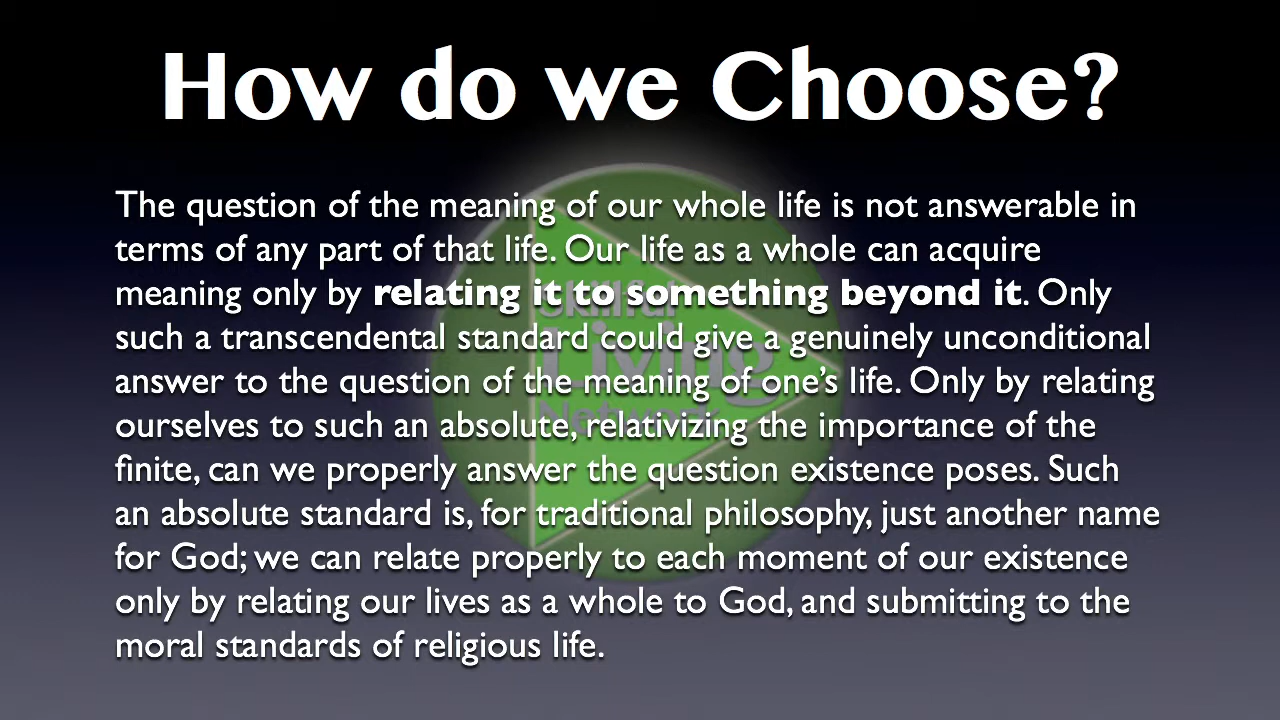 How do we Choose?
The question of the meaning of our whole life is not answerable in
terms of any part of that life. Our life as a whole can acquire
meaning only by relating it to something beyond it. Only
such a transcendental standard could give a genuinely unconditional
answer to the question of the meaning of one’s life. Only by relating
ourselves to such an absolute, relativizing the importance of the
finite, can we properly answer the question existence poses. Such
an absolute standard is, for traditional philosophy, just another name
for God; we can relate properly to each moment of our existence
only by relating our lives as a whole to God, and submitting to the
moral standards of religious life.
Skillful
Living
Network